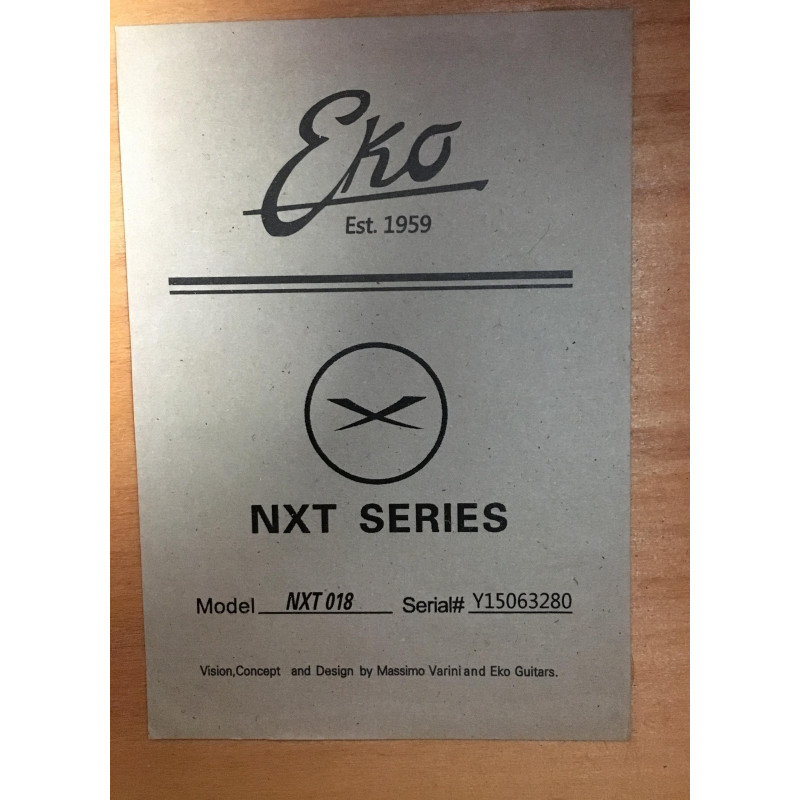 Eko
Est. 1959
NXT SERIES
Model NXT 018 Serial# Y15063280
Vision,Concept and Design by Massimo Varini and Eko Guitars.